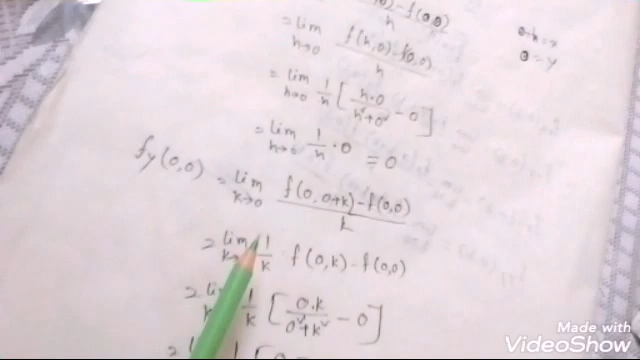 f(0,0)
h
= lim h→0 f(h,0)-f(0,0) / h
0+h=x
0=y
= lim h→0 1/h [ h·0 / h²+0² - 0 ]
= lim h→0 1/h · 0 = 0
fy(0,0) = lim k→0 f(0,0+k)-f(0,0) / k
= lim k→0 1/k f(0,k)-f(0,0)
1/k [ 0.k / 0²+k² - 0 ]
Made with
VideoShow